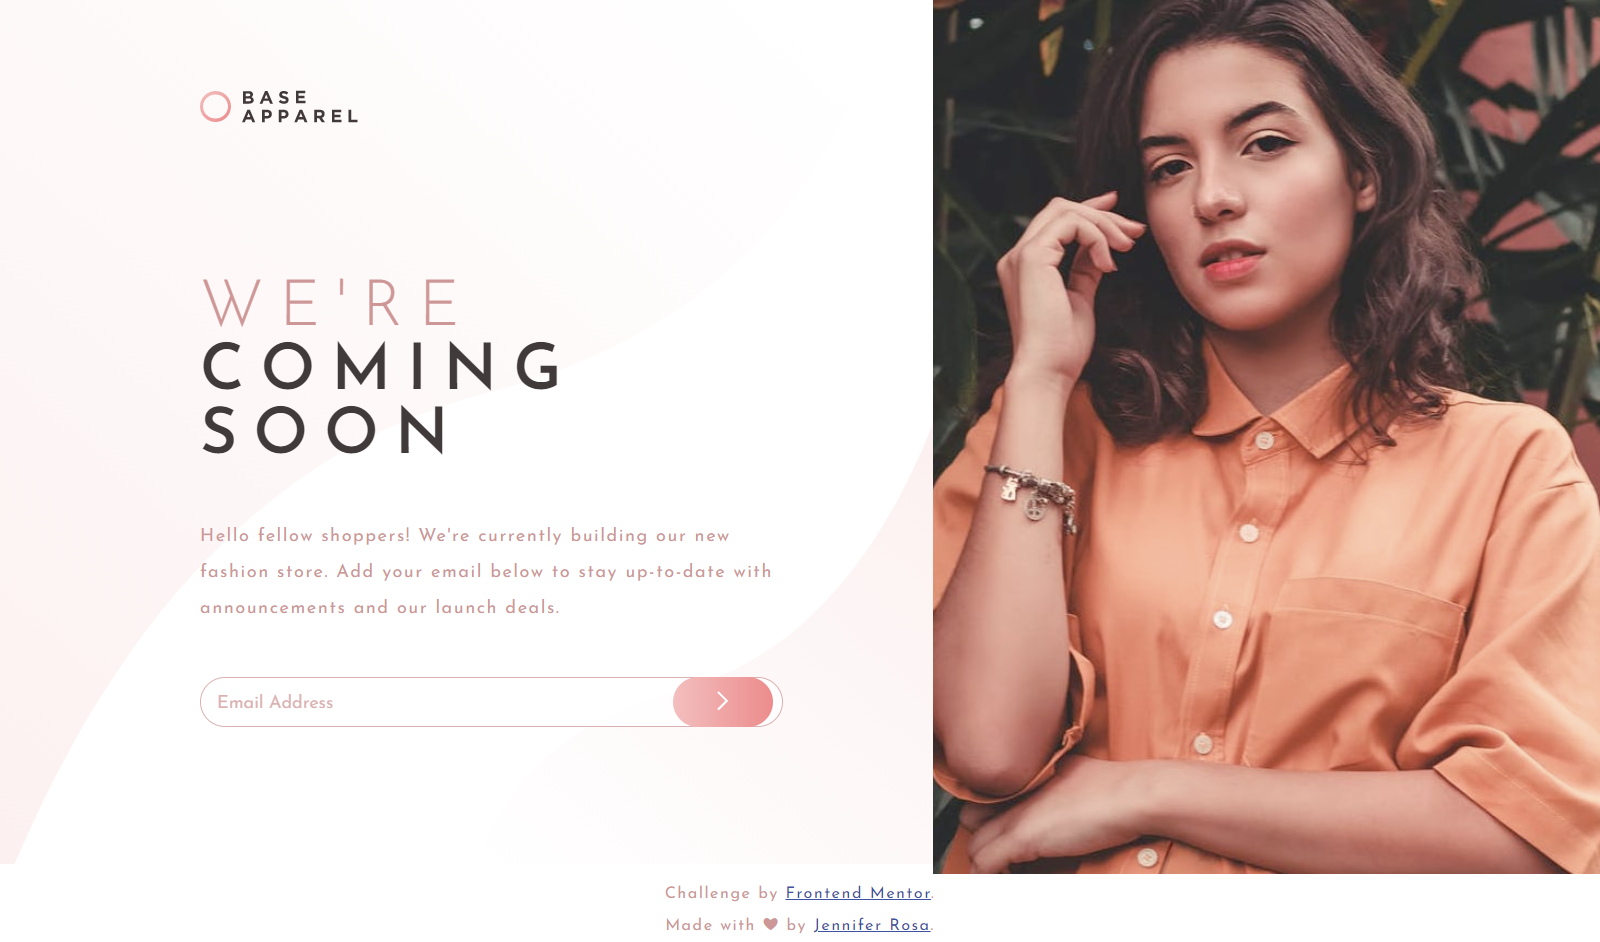 BASE
APPAREL
WE'RE
COMING
SOON
Hello fellow shoppers! We're currently building our new
fashion store. Add your email below to stay up-to-date with
announcements and our launch deals.
Email Address
Challenge by Frontend Mentor.
Made with ❤ by Jennifer Rosa.